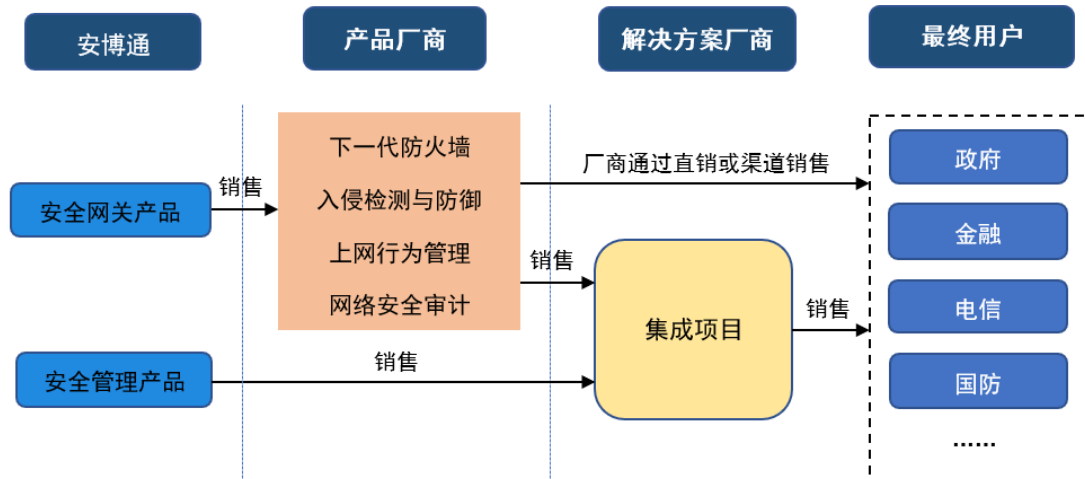 安博通
产品厂商
解决方案厂商
最终用户
安全网关产品
销售
下一代防火墙
入侵检测与防御
上网行为管理
网络安全审计
厂商通过直销或渠道销售
销售
集成项目
销售
安全管理产品
销售
政府
金融
电信
国防
......